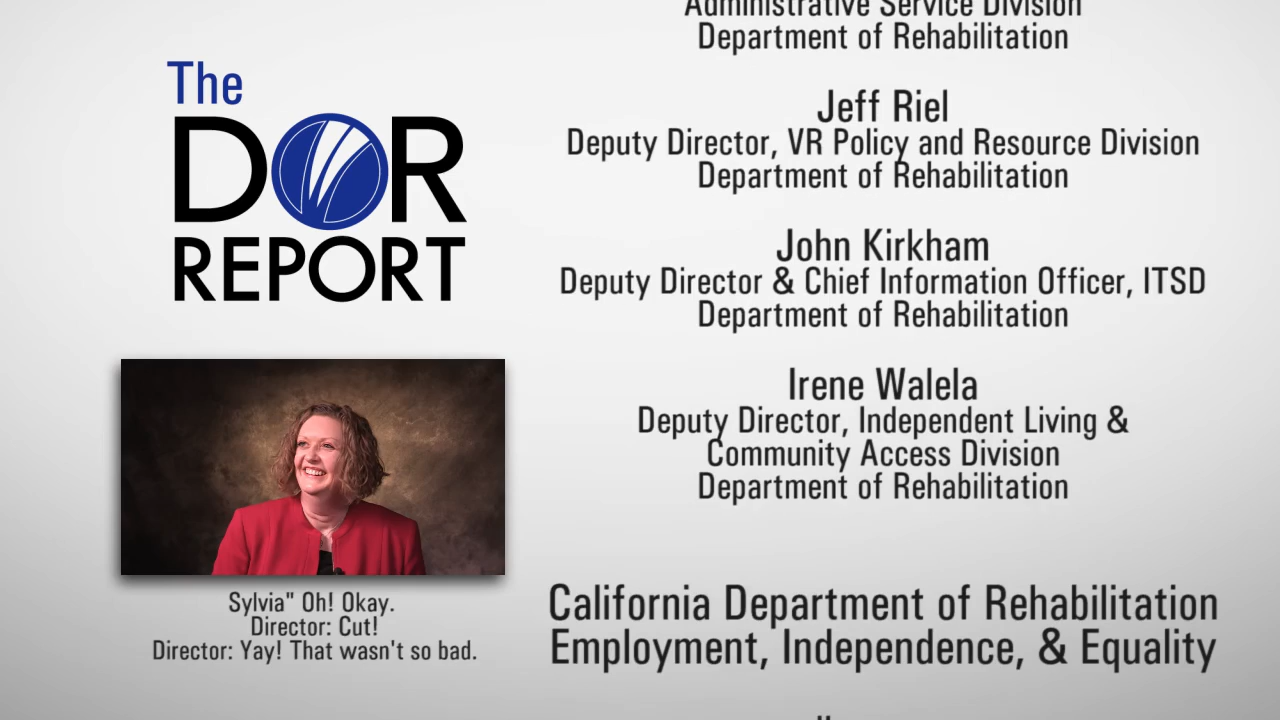 The
DOR
REPORT
Sylvia" Oh! Okay.
Director: Cut!
Director: Yay! That wasn't so bad.
Administrative Service Division
Department of Rehabilitation
Jeff Riel
Deputy Director, VR Policy and Resource Division
Department of Rehabilitation
John Kirkham
Deputy Director & Chief Information Officer, ITSD
Department of Rehabilitation
Irene Walela
Deputy Director, Independent Living &
Community Access Division
Department of Rehabilitation
California Department of Rehabilitation
Employment, Independence, & Equality